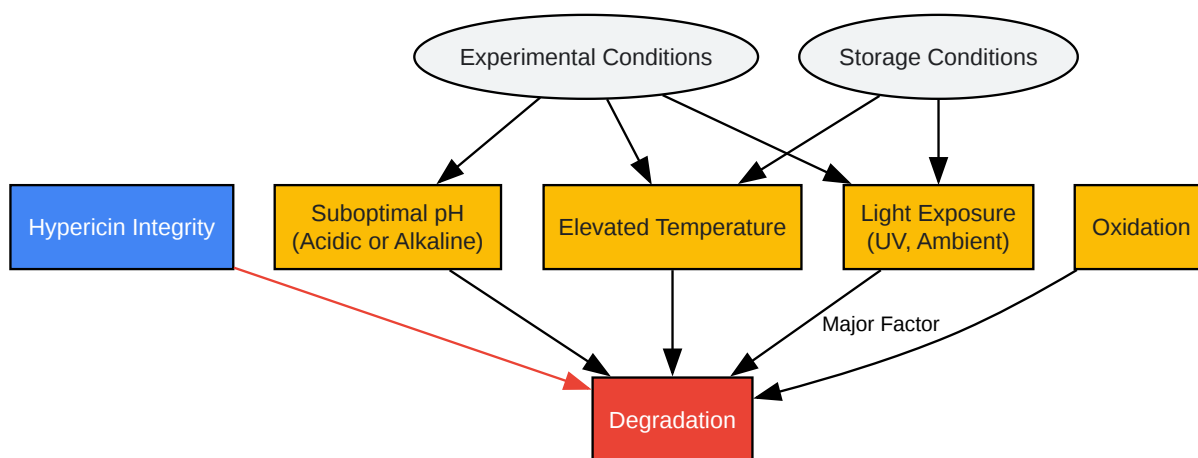 Experimental Conditions
Storage Conditions
Hypericin Integrity
Suboptimal pH
(Acidic or Alkaline)
Elevated Temperature
Light Exposure
(UV, Ambient)
Oxidation
Major Factor
Degradation